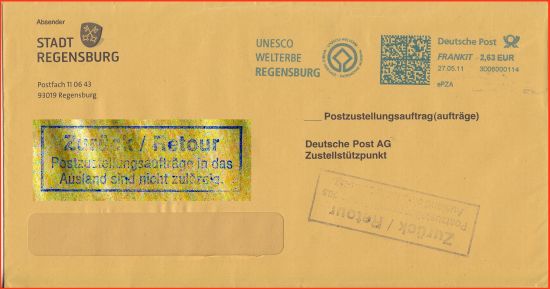 Absender
STADT
REGENSBURG
Postfach 11 06 43
93019 Regensburg
UNESCO
WELTERBE
REGENSBURG
Deutsche Post
FRANKIT 2,63 EUR
27.05.11 3D06000114
ePZA
Postzustellungsauftrag(aufträge)
Deutsche Post AG
Zustellstützpunkt
Zurück / Retour
Postzustellungsaufträge in das
Ausland sind nicht zulässig.
Zurück / Retour